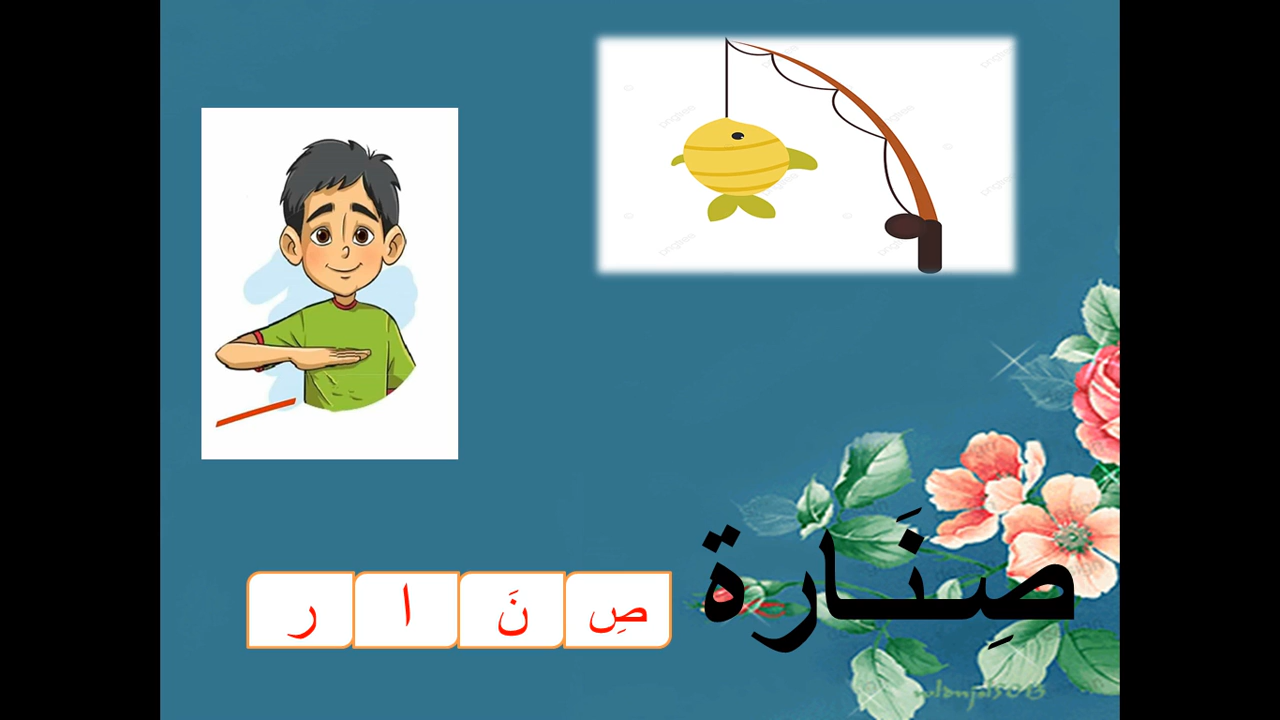 صِنَارة
صِ نَ ا ر